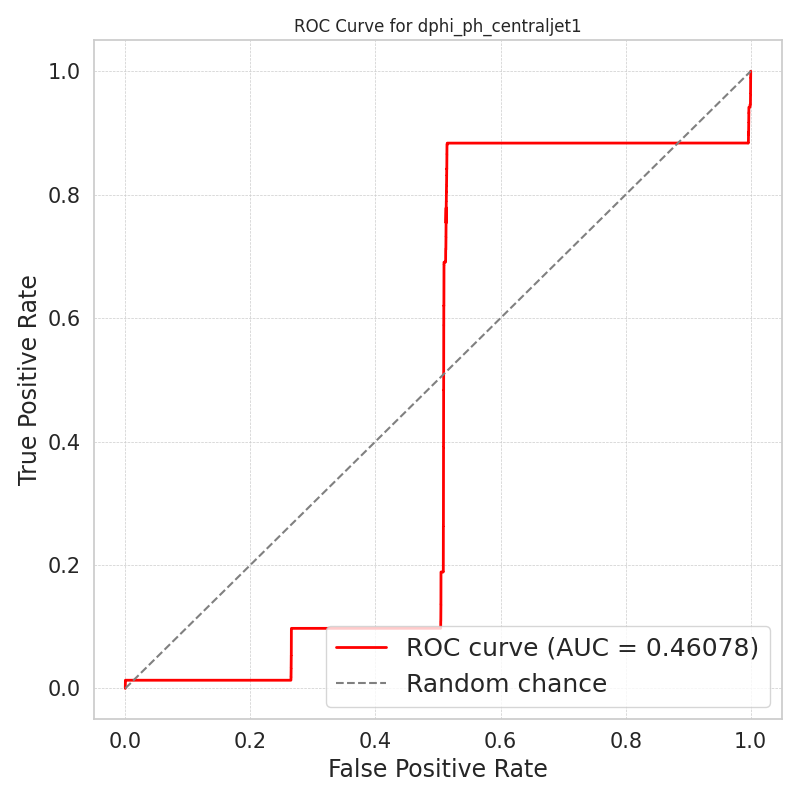 ROC Curve for dphi_ph_centraljet1
1.0
0.8
0.6
0.4
0.2
0.0
True Positive Rate
ROC curve (AUC = 0.46078)
Random chance
0.0 0.2 0.4 0.6 0.8 1.0
False Positive Rate